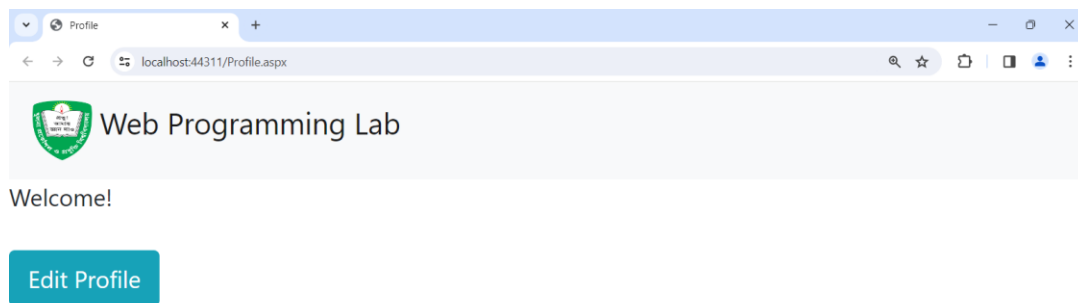 Profile
localhost:44311/Profile.aspx
Web Programming Lab
Welcome!
Edit Profile